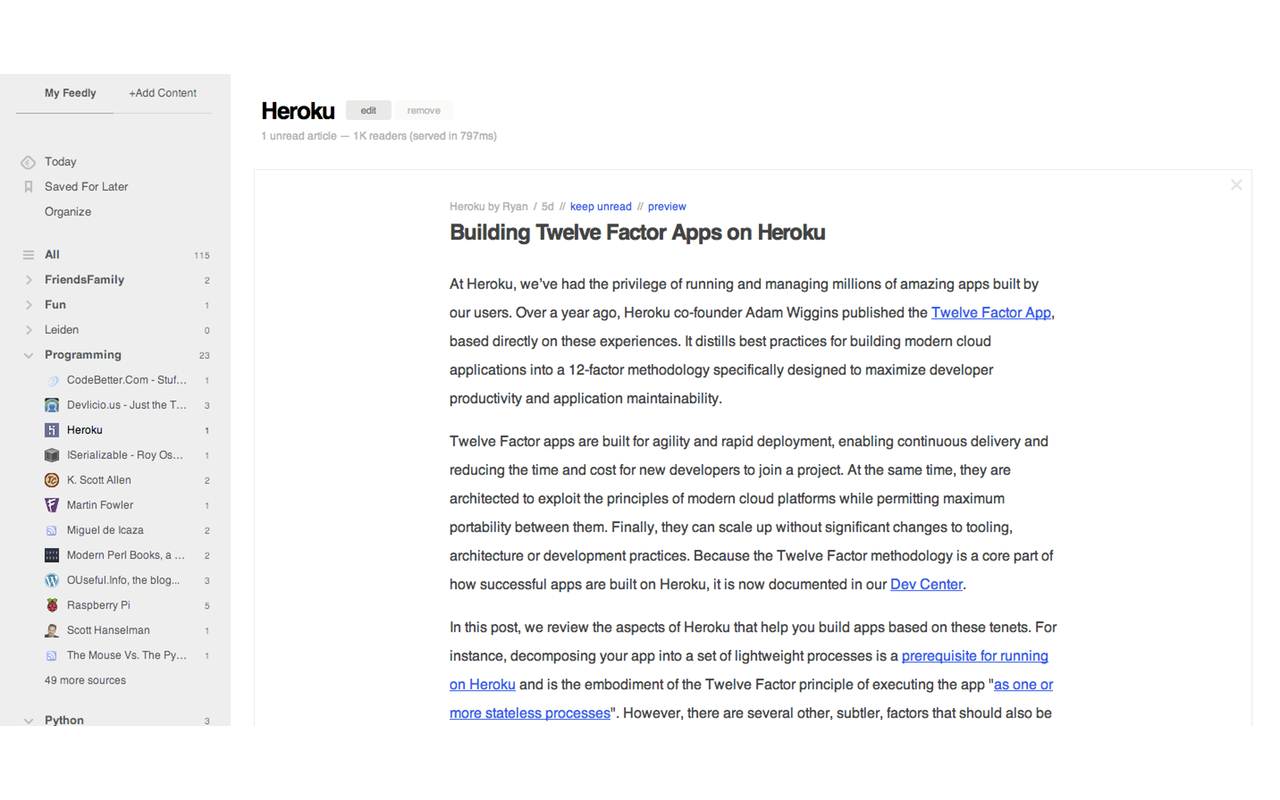 My Feedly +Add Content
Today
Saved For Later
Organize
All 115
FriendsFamily 2
Fun 1
Leiden 0
Programming 23
CodeBetter.Com - Stuf... 1
Devlicio.us - Just the T... 3
Heroku 1
ISerializable - Roy Os... 1
K. Scott Allen 2
Martin Fowler 1
Miguel de Icaza 2
Modern Perl Books, a ... 2
OUseful.Info, the blog... 3
Raspberry Pi 5
Scott Hanselman 1
The Mouse Vs. The Py... 1
49 more sources
Python 3
Heroku edit remove
1 unread article — 1K readers (served in 797ms)
Heroku by Ryan / 5d // keep unread // preview
Building Twelve Factor Apps on Heroku
At Heroku, we've had the privilege of running and managing millions of amazing apps built by
our users. Over a year ago, Heroku co-founder Adam Wiggins published the Twelve Factor App,
based directly on these experiences. It distills best practices for building modern cloud
applications into a 12-factor methodology specifically designed to maximize developer
productivity and application maintainability.
Twelve Factor apps are built for agility and rapid deployment, enabling continuous delivery and
reducing the time and cost for new developers to join a project. At the same time, they are
architected to exploit the principles of modern cloud platforms while permitting maximum
portability between them. Finally, they can scale up without significant changes to tooling,
architecture or development practices. Because the Twelve Factor methodology is a core part of
how successful apps are built on Heroku, it is now documented in our Dev Center.
In this post, we review the aspects of Heroku that help you build apps based on these tenets. For
instance, decomposing your app into a set of lightweight processes is a prerequisite for running
on Heroku and is the embodiment of the Twelve Factor principle of executing the app "as one or
more stateless processes". However, there are several other, subtler, factors that should also be